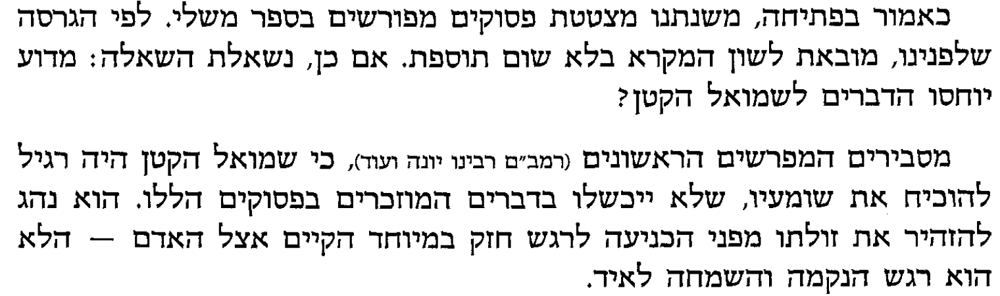 כאמור בפתיחה, משנתנו מצטטת פסוקים מפורשים בספר משלי. לפי הגרסה
שלפנינו, מובאת לשון המקרא בלא שום תוספת. אם כן, נשאלת השאלה: מדוע
יוחסו הדברים לשמואל הקטן?
מסבירים המפרשים הראשונים (רמב״ם רבינו יונה ועוד), כי שמואל הקטן היה רגיל
להוכיח את שומעיו, שלא ייכשלו בדברים המוזכרים בפסוקים הללו. הוא נהג
להזהיר את זולתו מפני הכניעה לרגש חזק במיוחד הקיים אצל האדם — הלא
הוא רגש הנקמה והשמחה לאיד.